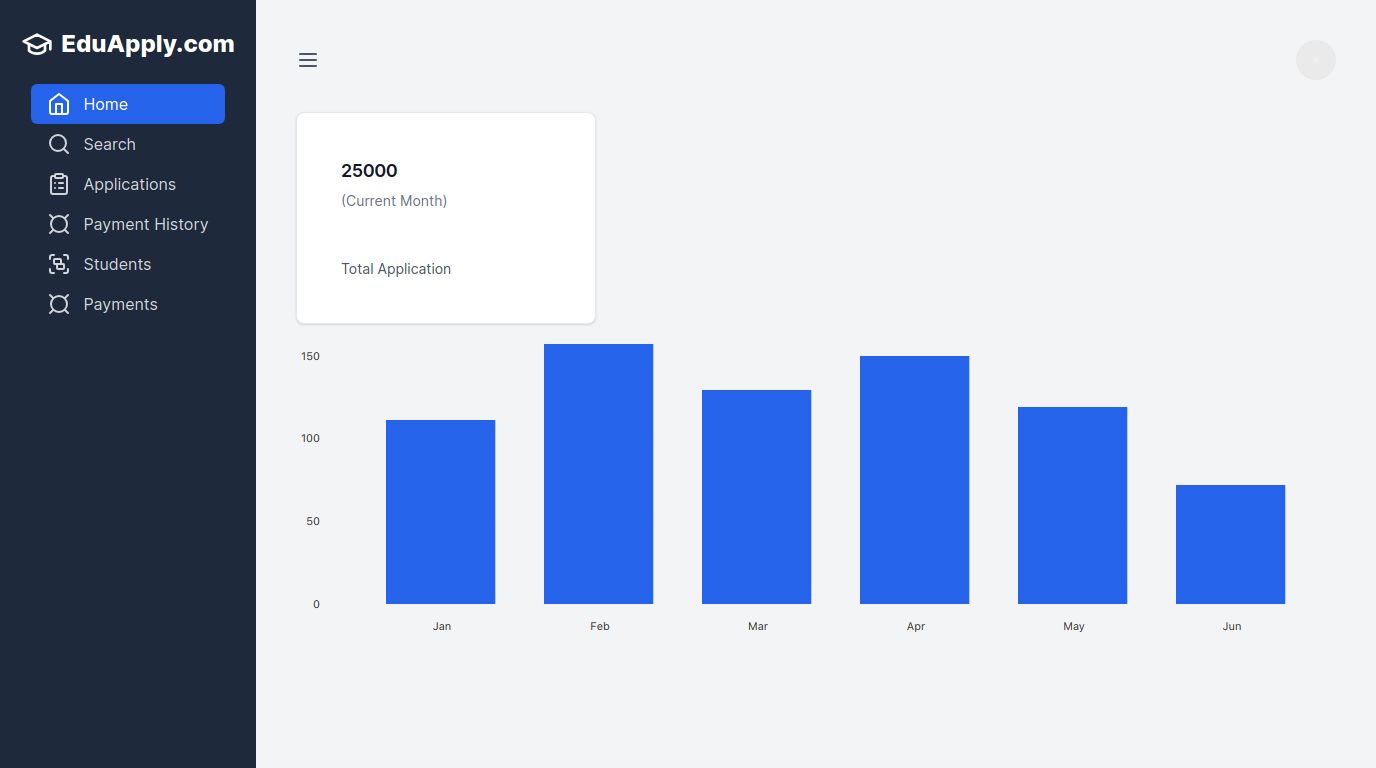 EduApply.com
Home
Search
Applications
Payment History
Students
Payments
25000
(Current Month)
Total Application
150
100
50
0
Jan Feb Mar Apr May Jun